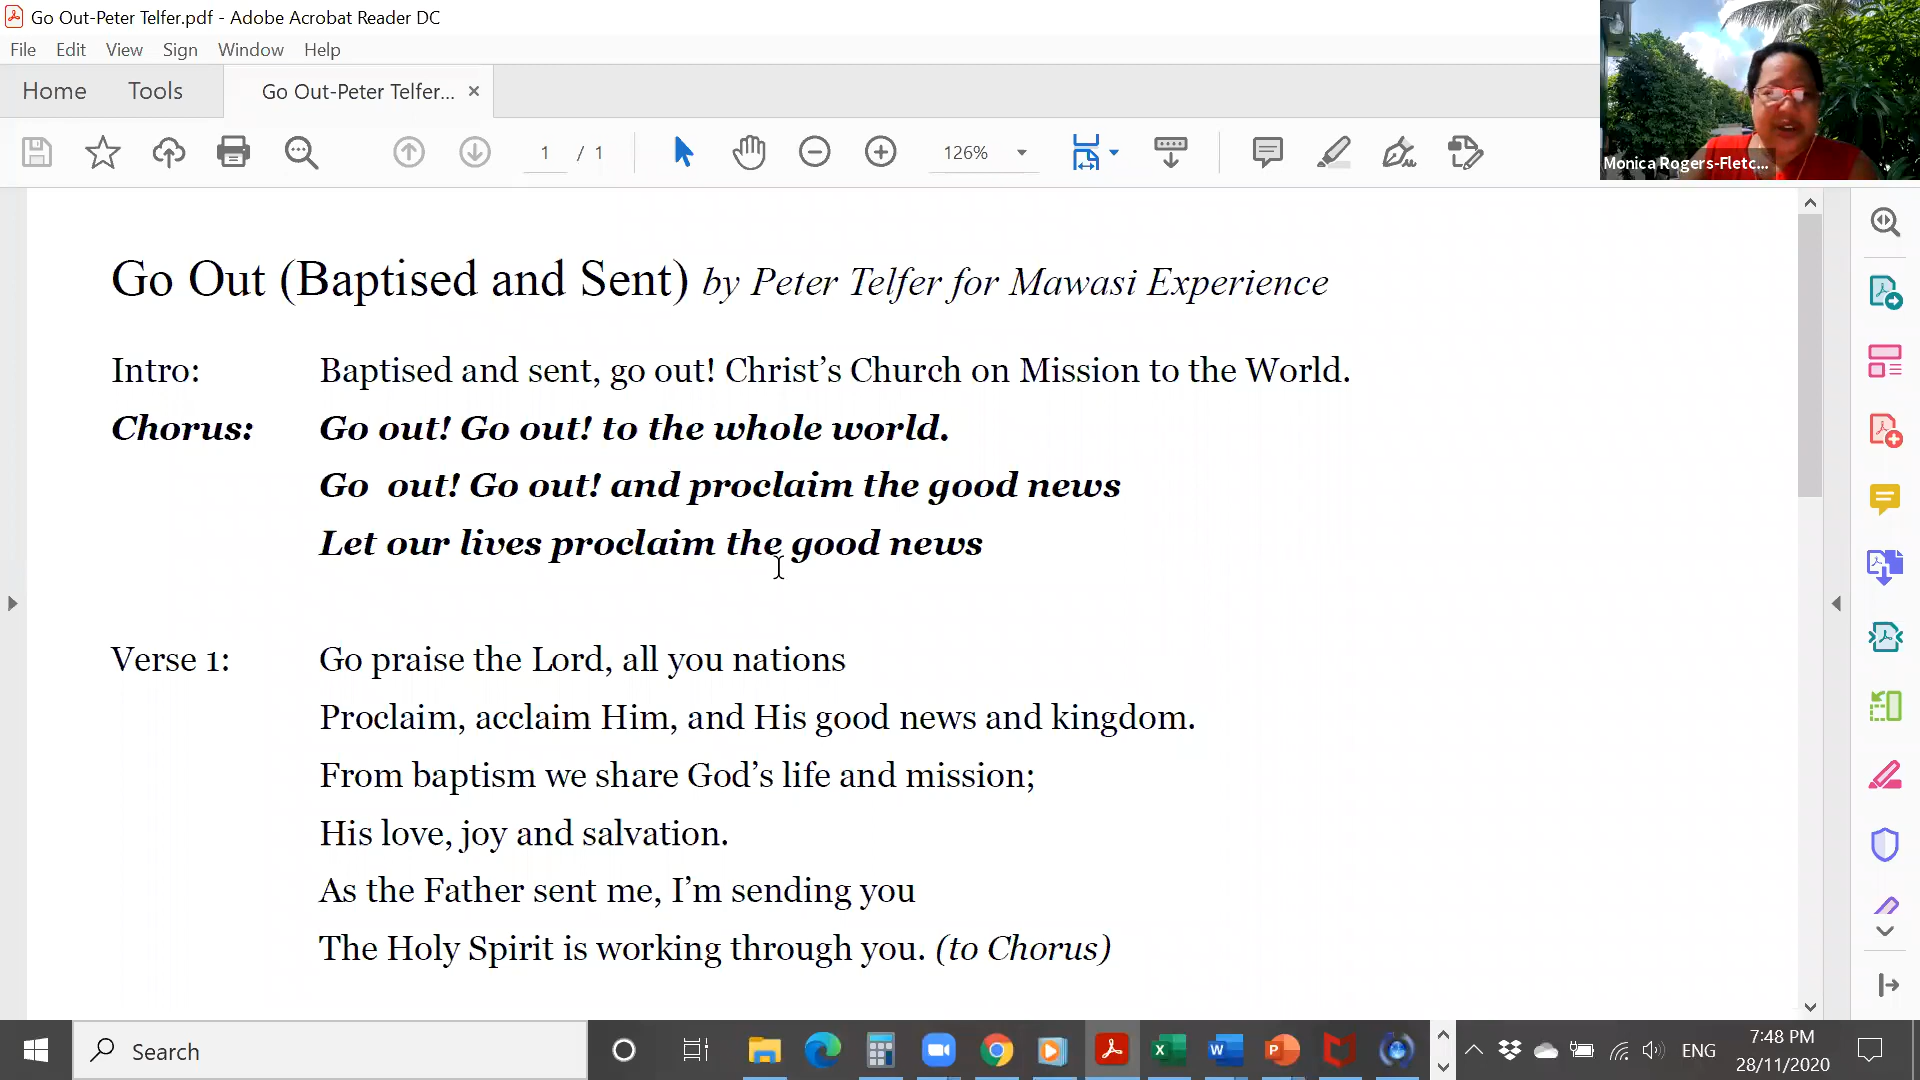 Go Out-Peter Telfer.pdf - Adobe Acrobat Reader DC
File Edit View Sign Window Help
Home Tools Go Out-Peter Telfer... ×
1 / 1 126%
Monica Rogers-Fletc...
Go Out (Baptised and Sent) by Peter Telfer for Mawasi Experience
Intro: Baptised and sent, go out! Christ’s Church on Mission to the World.
Chorus: Go out! Go out! to the whole world.
Go out! Go out! and proclaim the good news
Let our lives proclaim the good news
Verse 1: Go praise the Lord, all you nations
Proclaim, acclaim Him, and His good news and kingdom.
From baptism we share God’s life and mission;
His love, joy and salvation.
As the Father sent me, I’m sending you
The Holy Spirit is working through you. (to Chorus)
Search
ENG
7:48 PM
28/11/2020